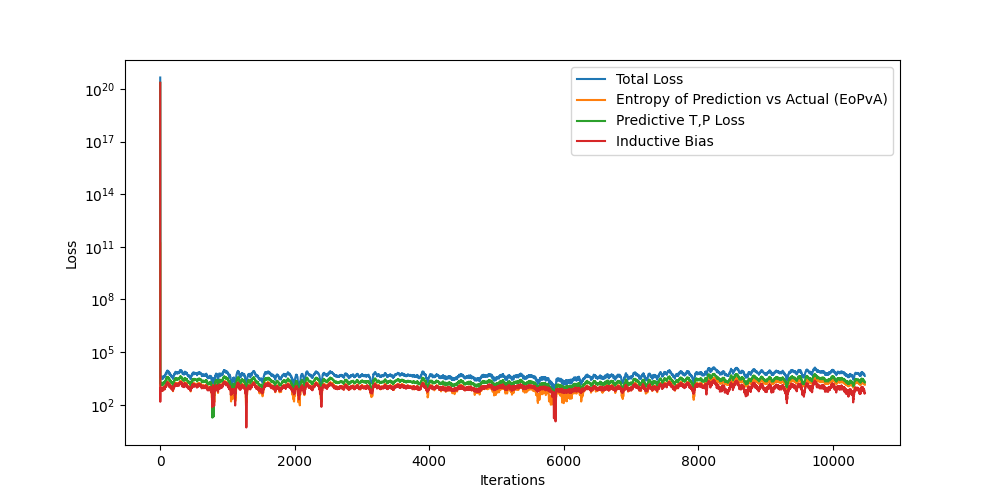 Total Loss
Entropy of Prediction vs Actual (EoPvA)
Predictive T,P Loss
Inductive Bias
Loss
10^20
10^17
10^14
10^11
10^8
10^5
10^2
0 2000 4000 6000 8000 10000
Iterations